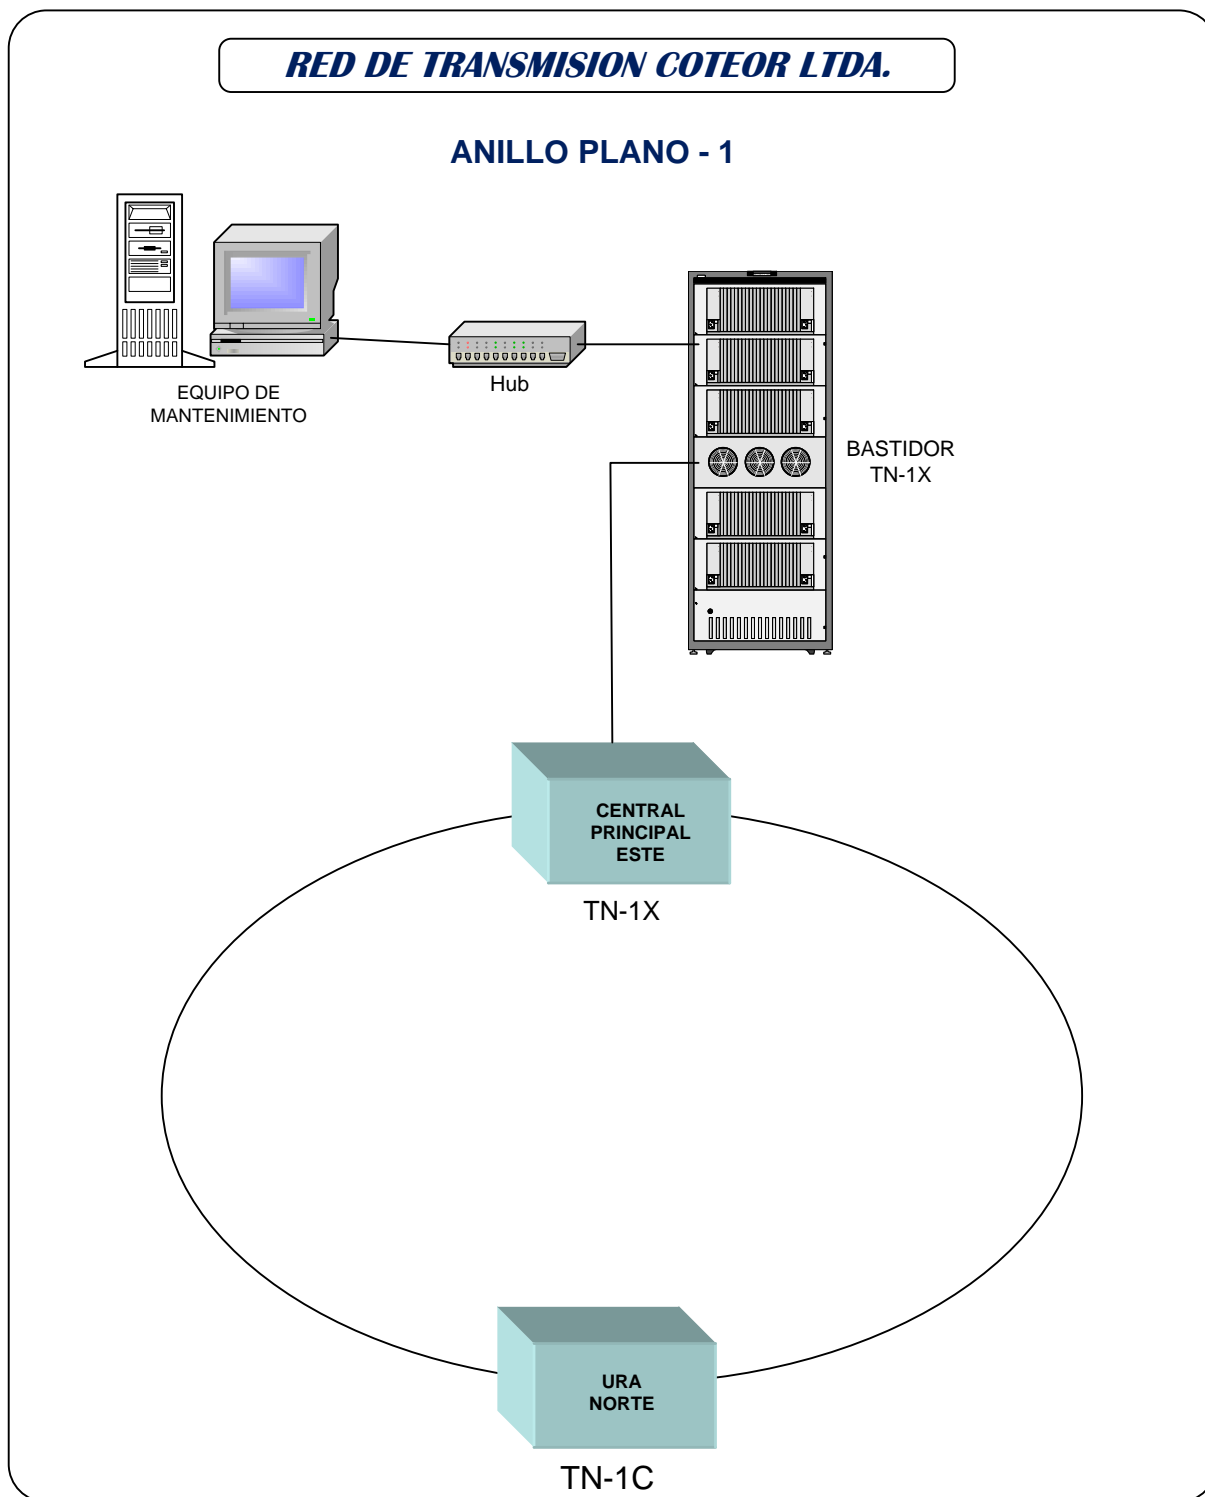 RED DE TRANSMISION COTEOR LTDA.
ANILLO PLANO - 1
EQUIPO DE
MANTENIMIENTO
Hub
BASTIDOR
TN-1X
CENTRAL
PRINCIPAL
ESTE
TN-1X
URA
NORTE
TN-1C